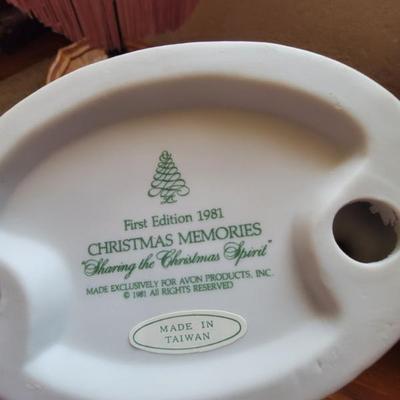 First Edition 1981
CHRISTMAS MEMORIES
"Sharing the Christmas Spirit"
MADE EXCLUSIVELY FOR AVON PRODUCTS, INC.
© 1981 All RIGHTS RESERVED
MADE IN
TAIWAN